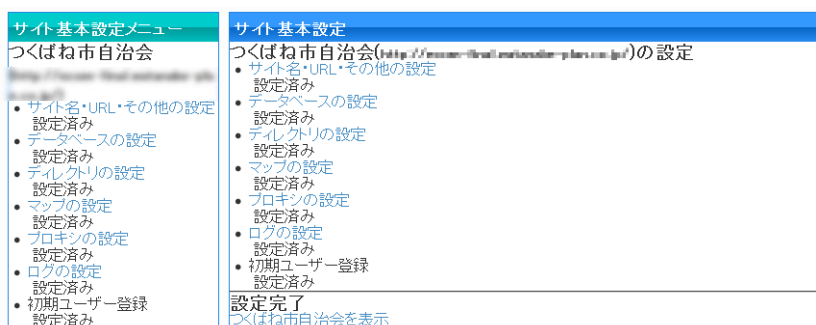 サイト基本設定メニュー
つくばね市自治会
・サイト名・URL・その他の設定
設定済み
・データベースの設定
設定済み
・ディレクトリの設定
設定済み
・マップの設定
設定済み
・プロキシの設定
設定済み
・ログの設定
設定済み
・初期ユーザー登録
設定済み
サイト基本設定
つくばね市自治会()の設定
・サイト名・URL・その他の設定
設定済み
・データベースの設定
設定済み
・ディレクトリの設定
設定済み
・マップの設定
設定済み
・プロキシの設定
設定済み
・ログの設定
設定済み
・初期ユーザー登録
設定済み
設定完了
つくばね市自治会を表示